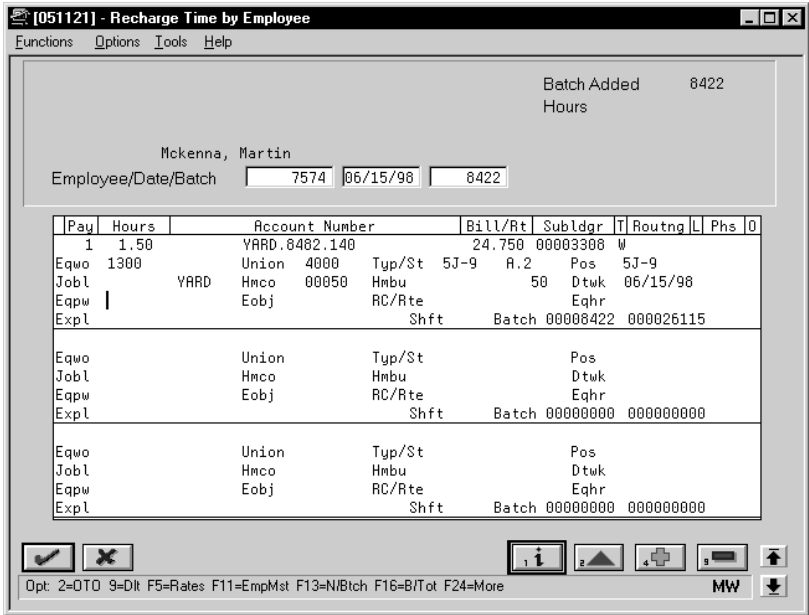 [051121] - Recharge Time by Employee
Functions Options Tools Help
Batch Added 8422
Hours
Mckenna, Martin
Employee/Date/Batch 7574 06/15/98 8422
Pay Hours Account Number Bill/Rt Subldgr T Routng L Phs O
1 1.50 YARD.8482.140 24.750 00003308 W
Eqwo 1300 Union 4000 Typ/St 5J-9 A.2 Pos 5J-9
Jobl YARD Hmco 00050 Hmbu 50 Dtwk 06/15/98
Eqpw Eobj RC/Rte Eqhr
Expl Shft Batch 00008422 000026115
Eqwo Union Typ/St Pos
Jobl Hmco Hmbu Dtwk
Eqpw Eobj RC/Rte Eqhr
Expl Shft Batch 00000000 000000000
Eqwo Union Typ/St Pos
Jobl Hmco Hmbu Dtwk
Eqpw Eobj RC/Rte Eqhr
Expl Shft Batch 00000000 000000000
1 i 2 4 9
Opt: 2=OTO 9=Dlt F5=Rates F11=EmpMst F13=N/Btch F16=B/Tot F24=More MW